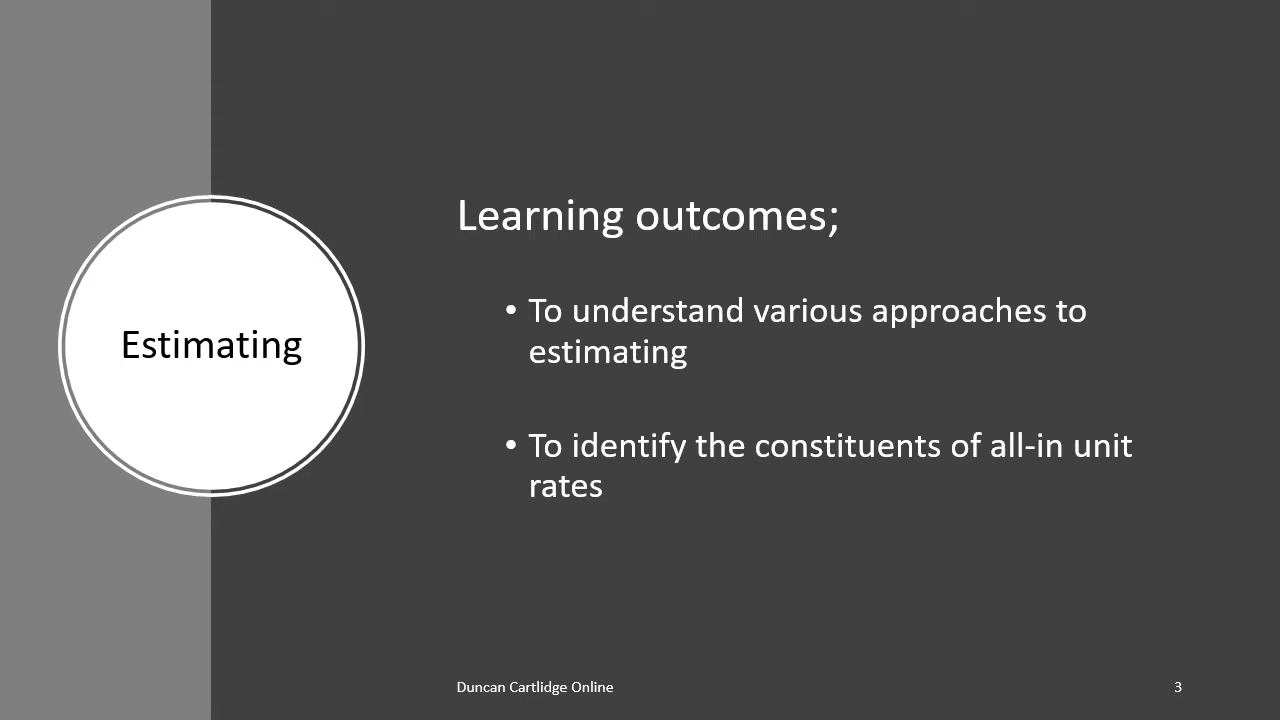 Estimating
Learning outcomes;
• To understand various approaches to
estimating
• To identify the constituents of all-in unit
rates
Duncan Cartlidge Online
3